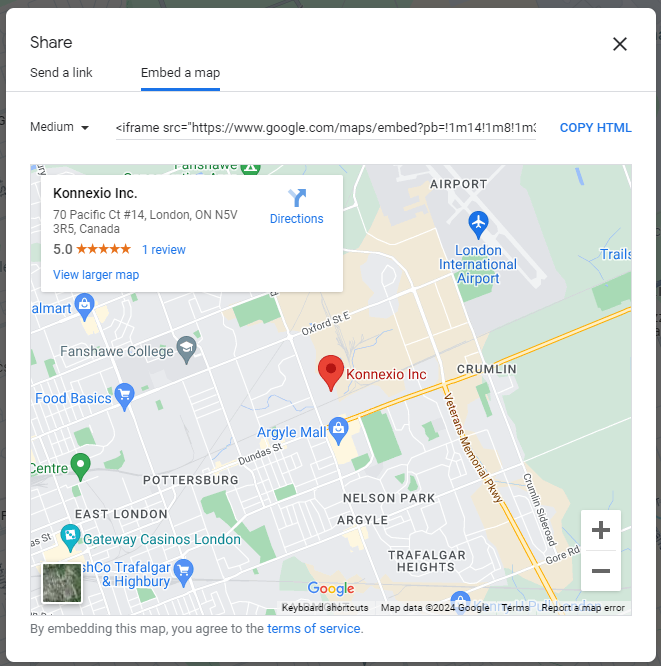 Share
Send a link
Embed a map
Medium
<iframe src="https://www.google.com/maps/embed?pb=!1m14!1m8!1m3
COPY HTML
Fanshawe
Konnexio Inc.
70 Pacific Ct #14, London, ON N5V
3R5, Canada
5.0
1 review
View larger map
Directions
AIRPORT
London
International
Airport
Trails
almart
Oxford St E
Fanshawe College
Konnexio Inc
CRUMLIN
Food Basics
Argyle Mall
Veterans Memorial Pkwy
Dundas St
Centre
POTTERSBURG
Crumlin Sideroad
NELSON PARK
EAST LONDON
ARGYLE
Gateway Casinos London
as St
TRAFALGAR
HEIGHTS
Gore Rd
shCo Trafalgar
& Highbury
Google
Keyboard shortcuts
Map data ©2024 Google
Terms
Report a map error
By embedding this map, you agree to the terms of service.